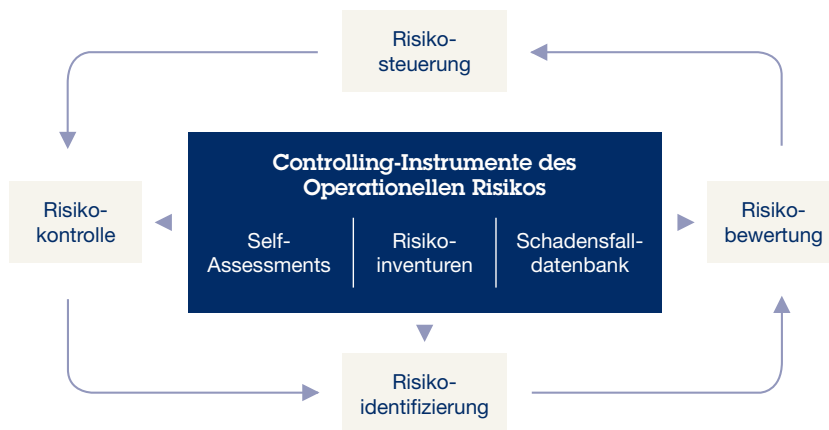 Risiko-
steuerung
Controlling-Instrumente des
Operationellen Risikos
Risiko-
kontrolle
Self-
Assessments
Risiko-
inventuren
Schadensfall-
datenbank
Risiko-
bewertung
Risiko-
identifizierung